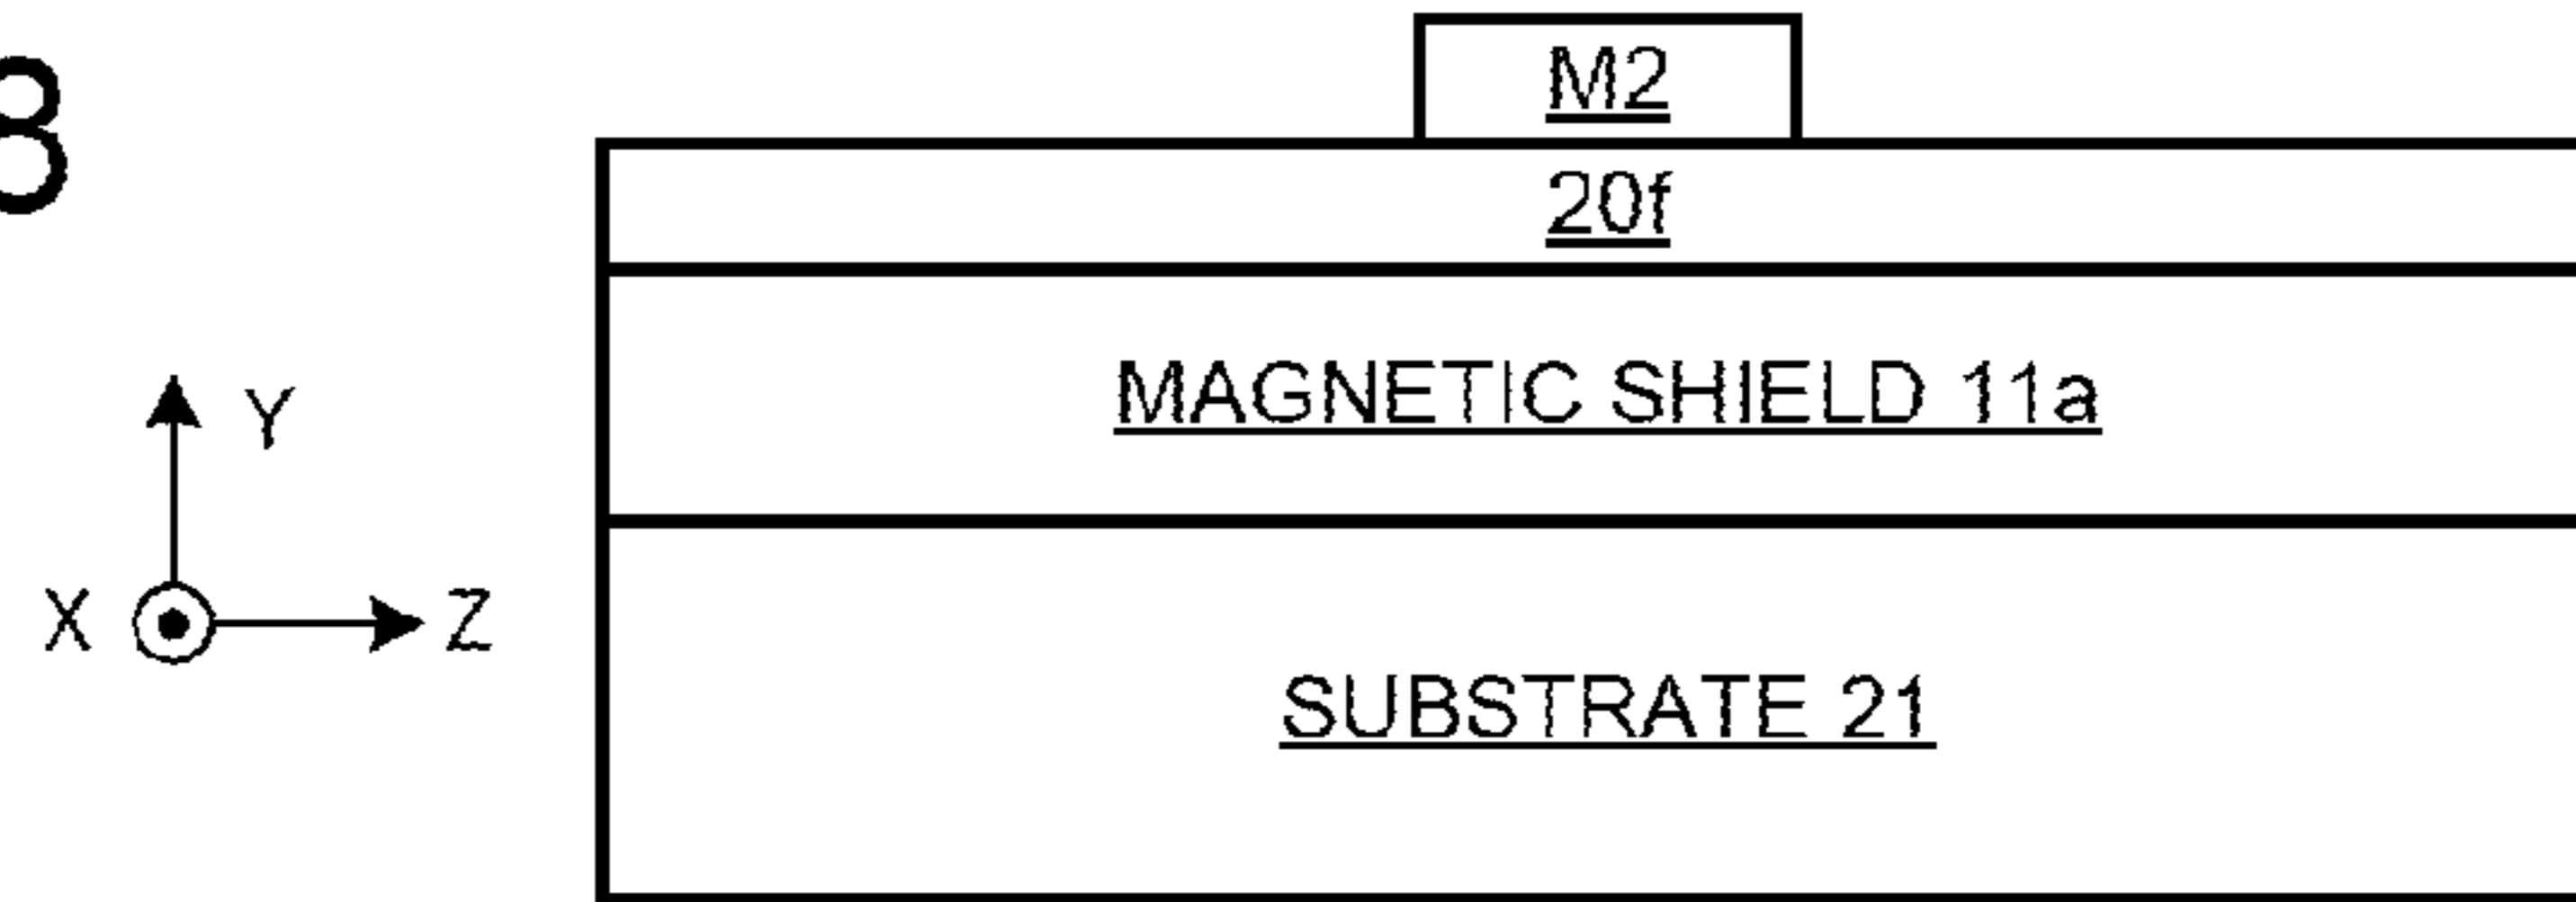 8
M2
20f
MAGNETIC SHIELD 11a
Y
X
Z
SUBSTRATE 21